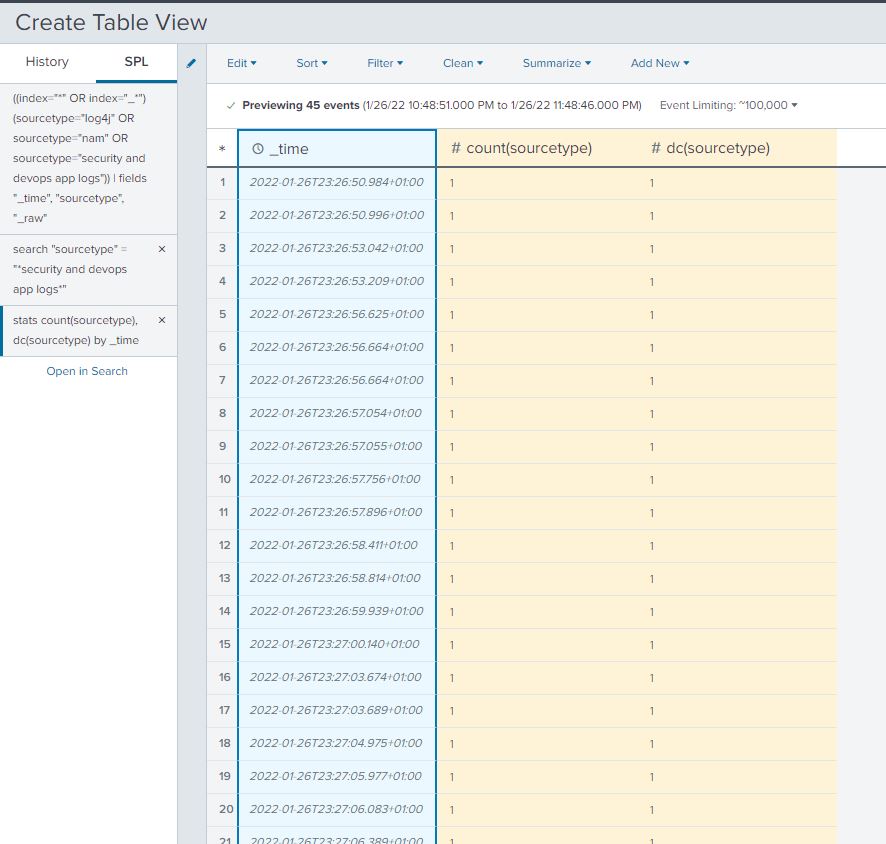 Create Table View
History SPL
Edit Sort Filter Clean Summarize Add New
((index="*" OR index="_*")
(sourcetype="log4j" OR
sourcetype="nam" OR
sourcetype="security and
devops app logs")) | fields
"_time", "sourcetype",
"_raw"
search "sourcetype" =
"*security and devops
app logs*"
stats count(sourcetype),
dc(sourcetype) by _time
Open in Search
Previewing 45 events (1/26/22 10:48:51.000 PM to 1/26/22 11:48:46.000 PM) Event Limiting: ~100,000
* _time # count(sourcetype) # dc(sourcetype)
1 2022-01-26T23:26:50.984+01:00 1 1
2 2022-01-26T23:26:50.996+01:00 1 1
3 2022-01-26T23:26:53.042+01:00 1 1
4 2022-01-26T23:26:53.209+01:00 1 1
5 2022-01-26T23:26:56.625+01:00 1 1
6 2022-01-26T23:26:56.664+01:00 1 1
7 2022-01-26T23:26:56.664+01:00 1 1
8 2022-01-26T23:26:57.054+01:00 1 1
9 2022-01-26T23:26:57.055+01:00 1 1
10 2022-01-26T23:26:57.756+01:00 1 1
11 2022-01-26T23:26:57.896+01:00 1 1
12 2022-01-26T23:26:58.411+01:00 1 1
13 2022-01-26T23:26:58.814+01:00 1 1
14 2022-01-26T23:26:59.939+01:00 1 1
15 2022-01-26T23:27:00.140+01:00 1 1
16 2022-01-26T23:27:03.674+01:00 1 1
17 2022-01-26T23:27:03.689+01:00 1 1
18 2022-01-26T23:27:04.975+01:00 1 1
19 2022-01-26T23:27:05.977+01:00 1 1
20 2022-01-26T23:27:06.083+01:00 1 1
21 2022-01-26T23:27:06.389+01:00 1 1